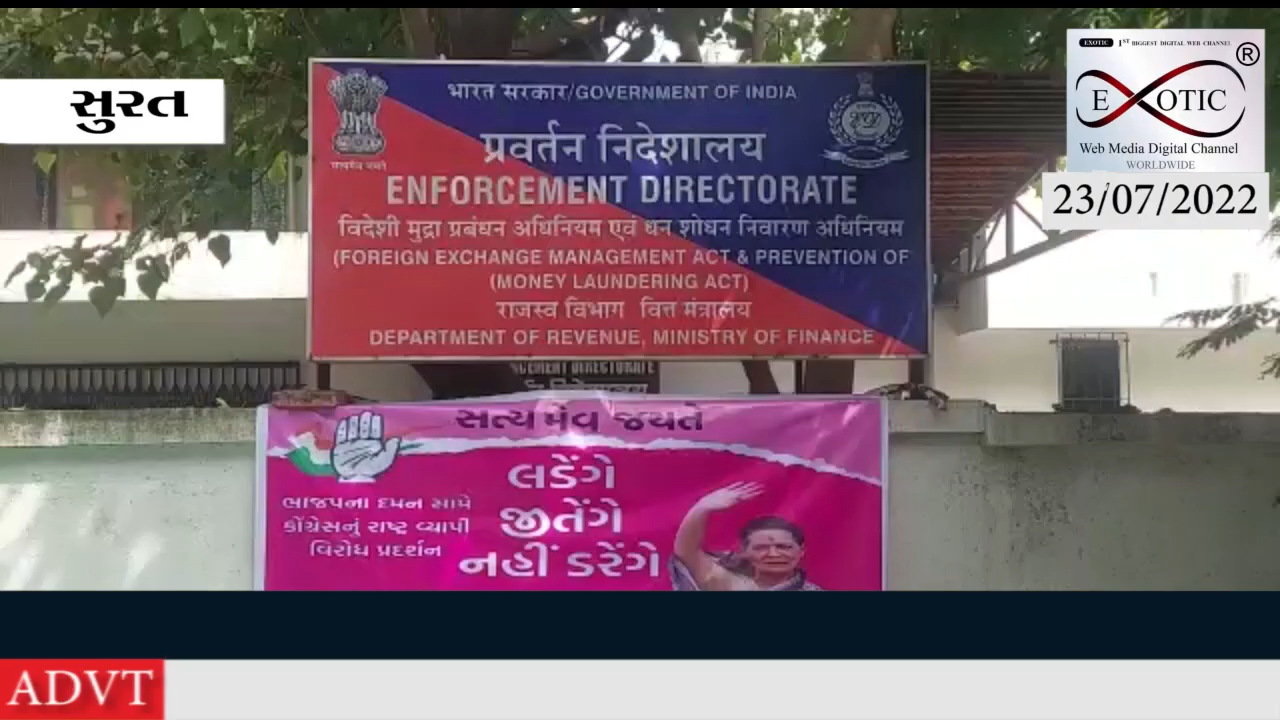 સુરત
EXOTIC 1ST BIGGEST DIGITAL WEB CHANNEL
EXOTIC ®
Web Media Digital Channel
WORLDWIDE
23/07/2022
भारत सरकार/GOVERNMENT OF INDIA
प्रवर्तन निदेशालय
ENFORCEMENT DIRECTORATE
विदेशी मुद्रा प्रबंधन अधिनियम एवं धन शोधन निवारण अधिनियम
(FOREIGN EXCHANGE MANAGEMENT ACT & PREVENTION OF
(MONEY LAUNDERING ACT)
राजस्व विभाग वित्त मंत्रालय
DEPARTMENT OF REVENUE, MINISTRY OF FINANCE
DIRECTORATE
સત્ય મેવ જયતે
લડેંગે
જીતેંગે
નહીં ડરેંગે
ભાજપના દમન સામે
કોંગ્રેસનું રાષ્ટ્ર વ્યાપી
વિરોધ પ્રદર્શન
ADVT